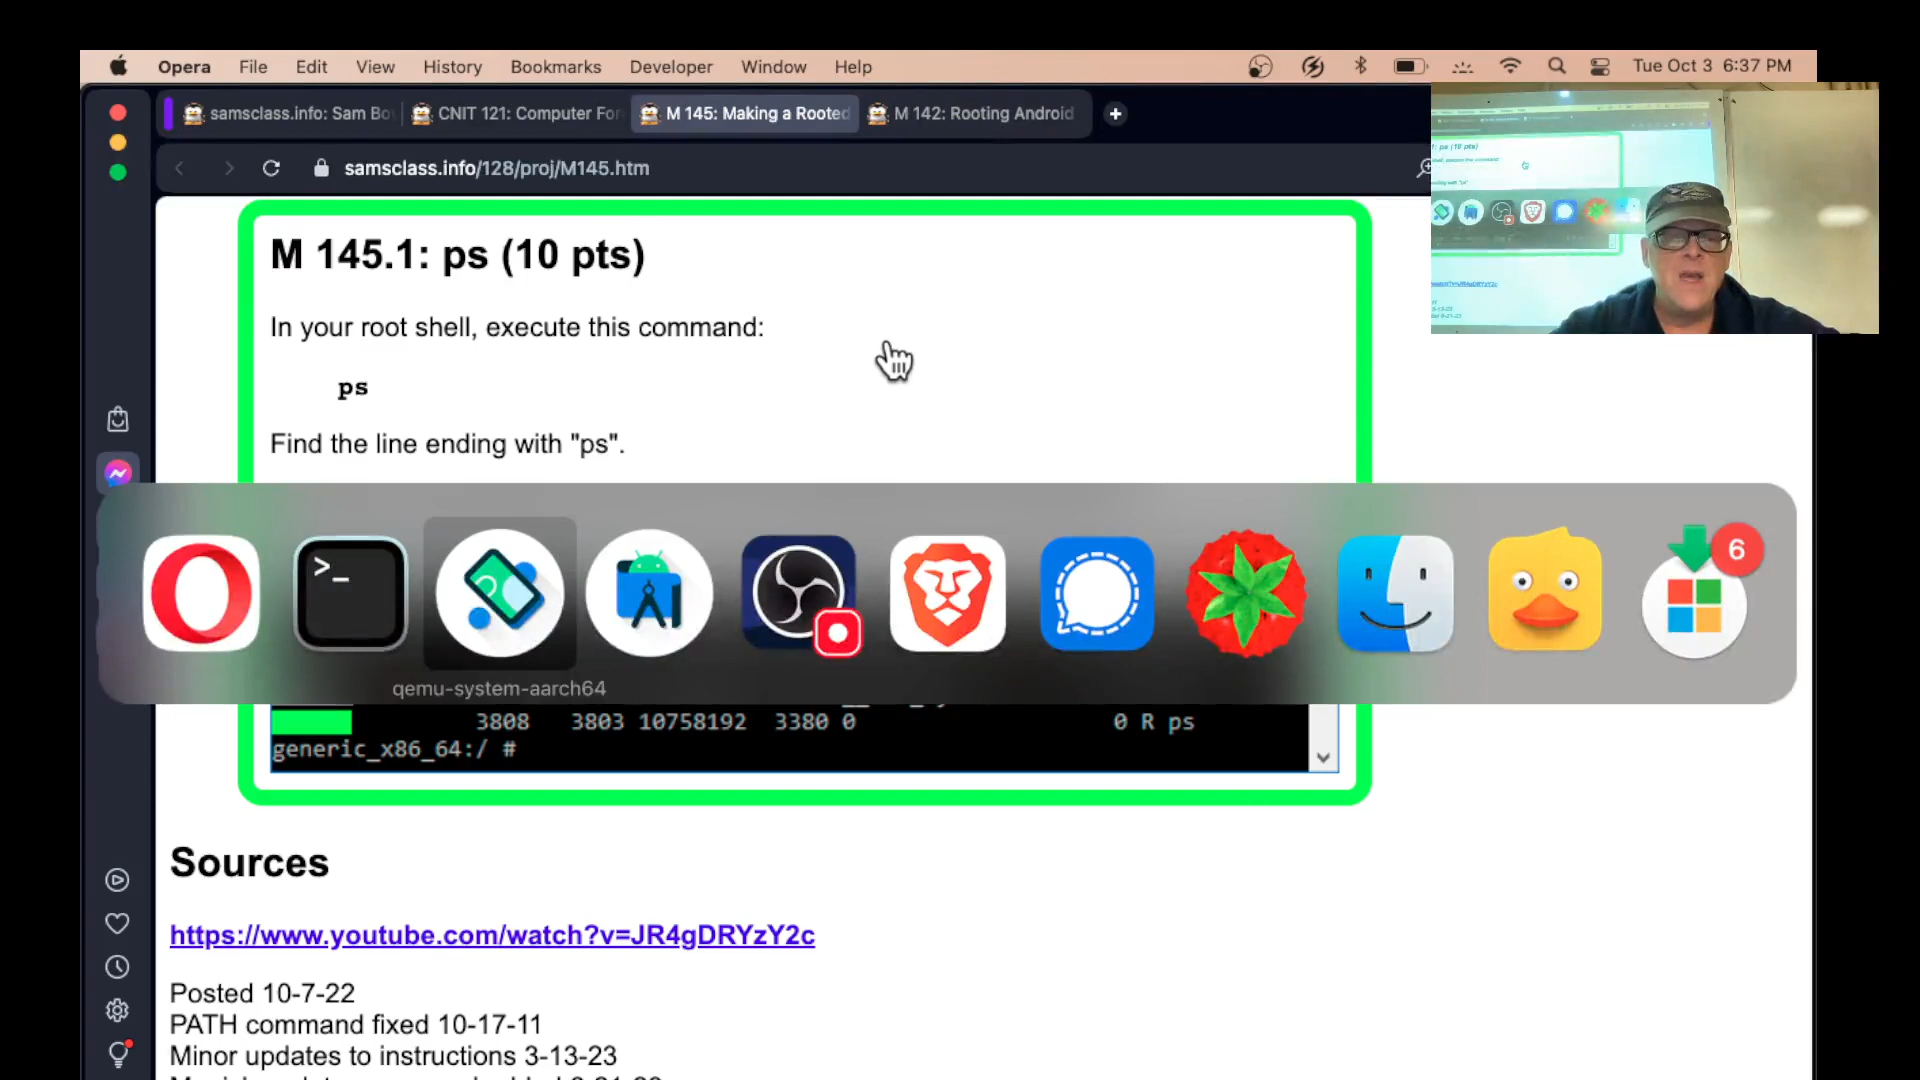 Opera File Edit View History Bookmarks Developer Window Help Tue Oct 3 6:37 PM
samsclass.info: Sam Bo CNIT 121: Computer For M 145: Making a Rooted M 142: Rooting Android
samsclass.info/128/proj/M145.htm
M 145.1: ps (10 pts)
In your root shell, execute this command:
ps
Find the line ending with "ps".
>_
6
qemu-system-aarch64
3808 3803 10758192 3380 0 0 R ps
generic_x86_64:/ #
Sources
https://www.youtube.com/watch?v=JR4gDRYzY2c
Posted 10-7-22
PATH command fixed 10-17-11
Minor updates to instructions 3-13-23